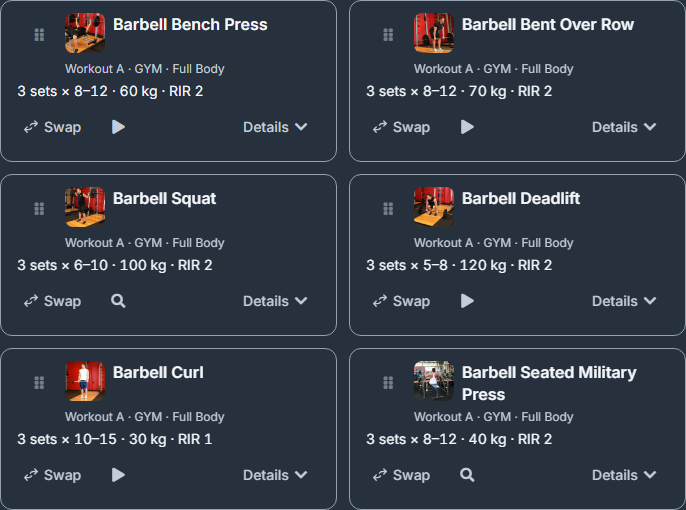 Barbell Bench Press
Workout A · GYM · Full Body
3 sets × 8–12 · 60 kg · RIR 2
Swap
Details
Barbell Bent Over Row
Workout A · GYM · Full Body
3 sets × 8–12 · 70 kg · RIR 2
Swap
Details
Barbell Squat
Workout A · GYM · Full Body
3 sets × 6–10 · 100 kg · RIR 2
Swap
Details
Barbell Deadlift
Workout A · GYM · Full Body
3 sets × 5–8 · 120 kg · RIR 2
Swap
Details
Barbell Curl
Workout A · GYM · Full Body
3 sets × 10–15 · 30 kg · RIR 1
Swap
Details
Barbell Seated Military
Press
Workout A · GYM · Full Body
3 sets × 8–12 · 40 kg · RIR 2
Swap
Details